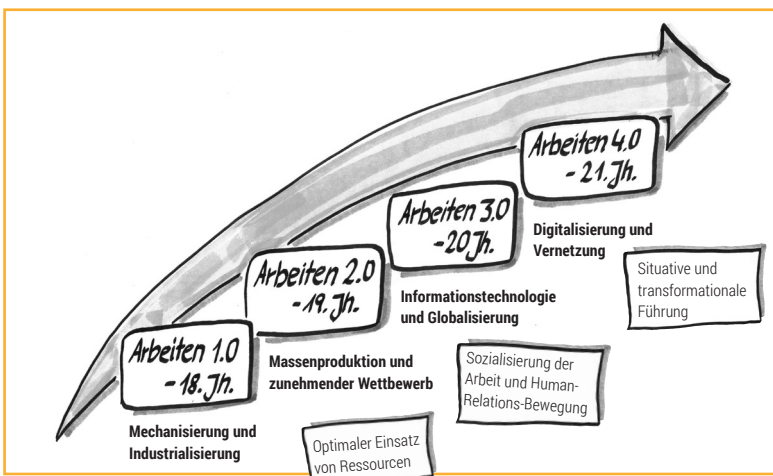 Arbeiten 1.0
- 18. Jh.
Mechanisierung und
Industrialisierung
Arbeiten 2.0
- 19. Jh.
Massenproduktion und
zunehmender Wettbewerb
Optimaler Einsatz
von Ressourcen
Arbeiten 3.0
- 20 Jh.
Informationstechnologie
und Globalisierung
Sozialisierung der
Arbeit und Human-
Relations-Bewegung
Arbeiten 4.0
- 21. Jh.
Digitalisierung und
Vernetzung
Situative und
transformationale
Führung